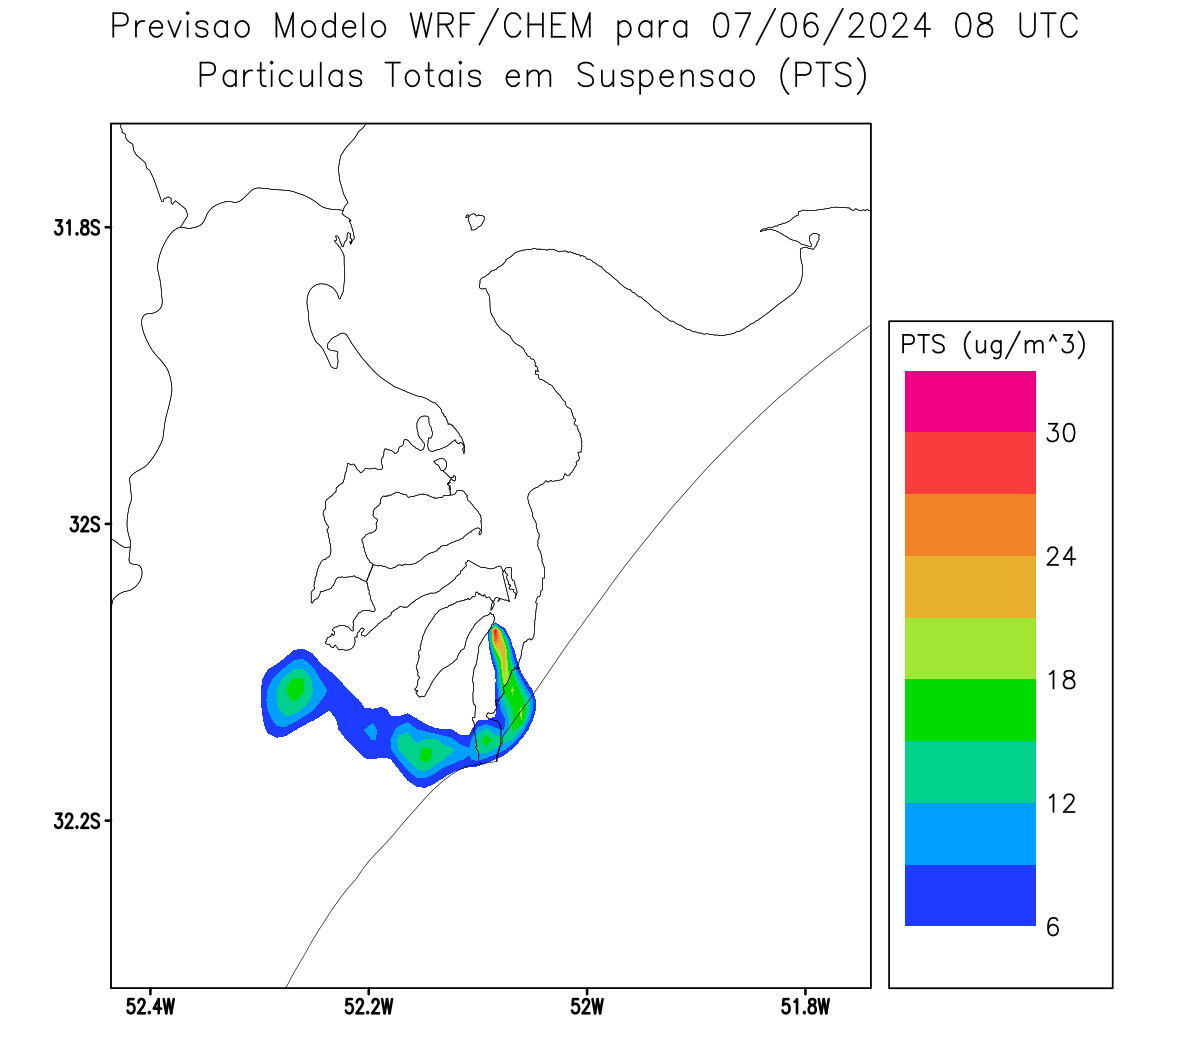 Previsao Modelo WRF/CHEM para 07/06/2024 08 UTC
Particulas Totais em Suspensao (PTS)
31.8S
32S
32.2S
52.4W
52.2W
52W
51.8W
PTS (ug/m^3)
30
24
18
12
6